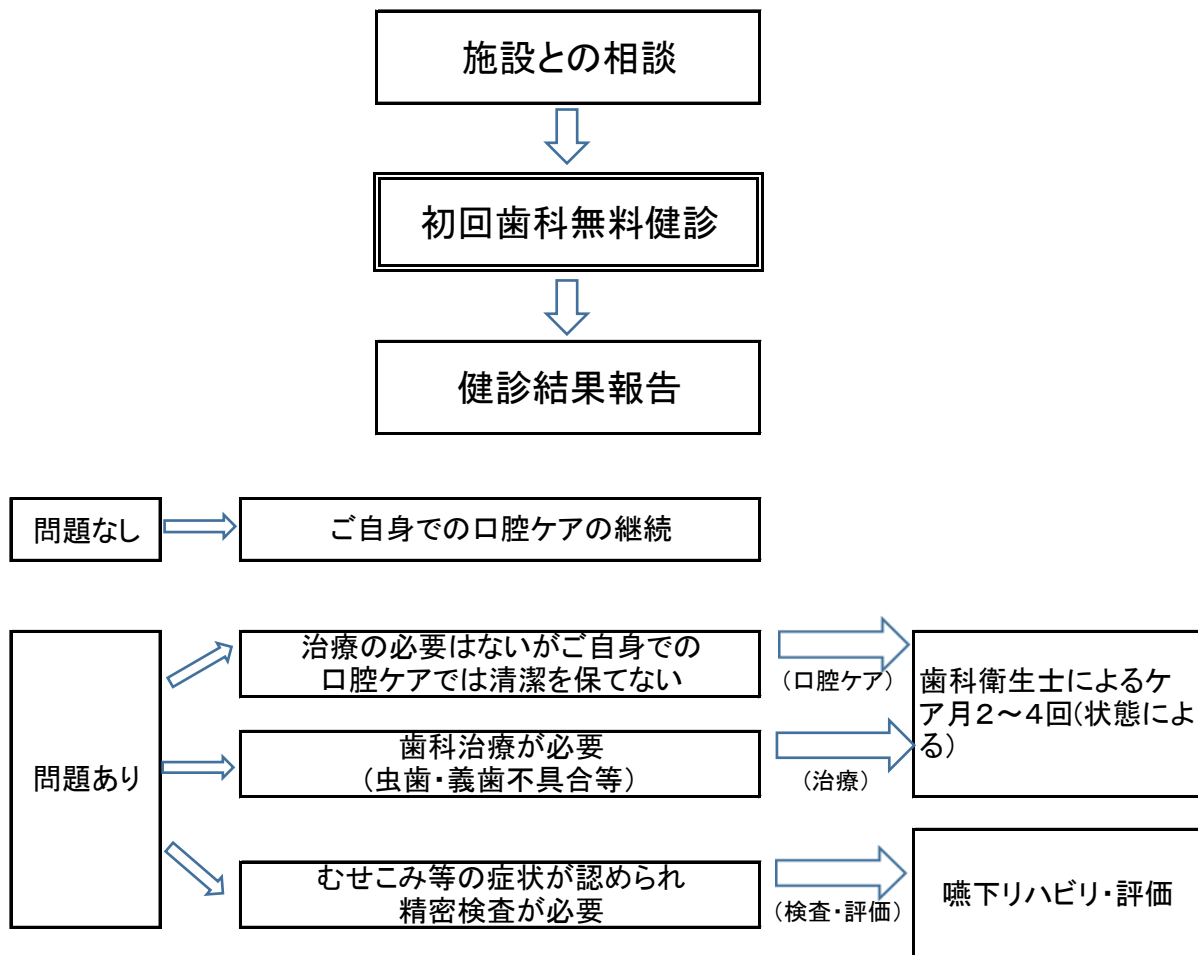 施設との相談
初回歯科無料健診
健診結果報告
問題なし
ご自身での口腔ケアの継続
問題あり
治療の必要はないがご自身での
口腔ケアでは清潔を保てない
(口腔ケア)
歯科治療が必要
(虫歯・義歯不具合等)
(治療)
歯科衛生士によるケ
ア月２～４回(状態によ
る)
むせこみ等の症状が認められ
精密検査が必要
(検査・評価)
嚥下リハビリ・評価